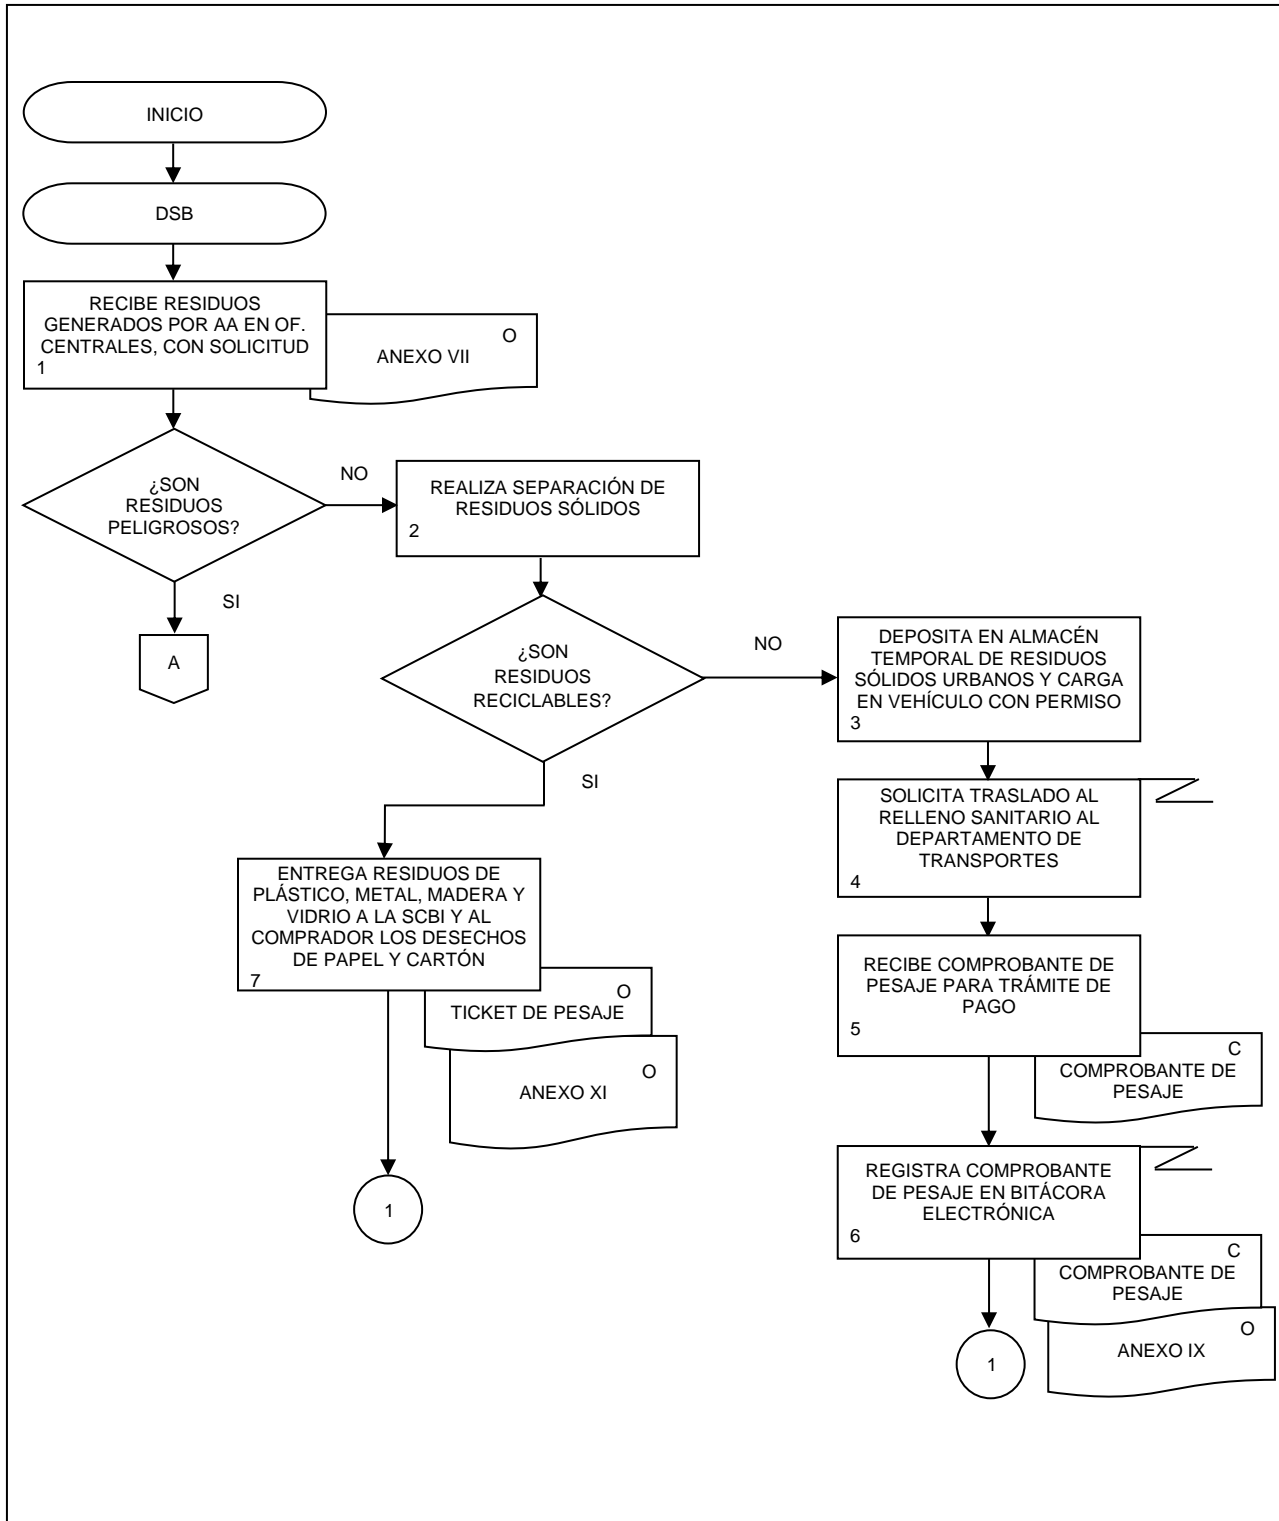 INICIO
DSB
RECIBE RESIDUOS
GENERADOS POR AA EN OF.
CENTRALES, CON SOLICITUD
1
O
ANEXO VII
¿SON
RESIDUOS
PELIGROSOS?
NO
SI
A
REALIZA SEPARACIÓN DE
RESIDUOS SÓLIDOS
2
¿SON
RESIDUOS
RECICLABLES?
NO
SI
DEPOSITA EN ALMACÉN
TEMPORAL DE RESIDUOS
SÓLIDOS URBANOS Y CARGA
EN VEHÍCULO CON PERMISO
3
SOLICITA TRASLADO AL
RELLENO SANITARIO AL
DEPARTAMENTO DE
TRANSPORTES
4
RECIBE COMPROBANTE DE
PESAJE PARA TRÁMITE DE
PAGO
5
C
COMPROBANTE DE
PESAJE
REGISTRA COMPROBANTE
DE PESAJE EN BITÁCORA
ELECTRÓNICA
6
C
COMPROBANTE DE
PESAJE
O
ANEXO IX
1
ENTREGA RESIDUOS DE
PLÁSTICO, METAL, MADERA Y
VIDRIO A LA SCBI Y AL
COMPRADOR LOS DESECHOS
DE PAPEL Y CARTÓN
7
O
TICKET DE PESAJE
O
ANEXO XI
1